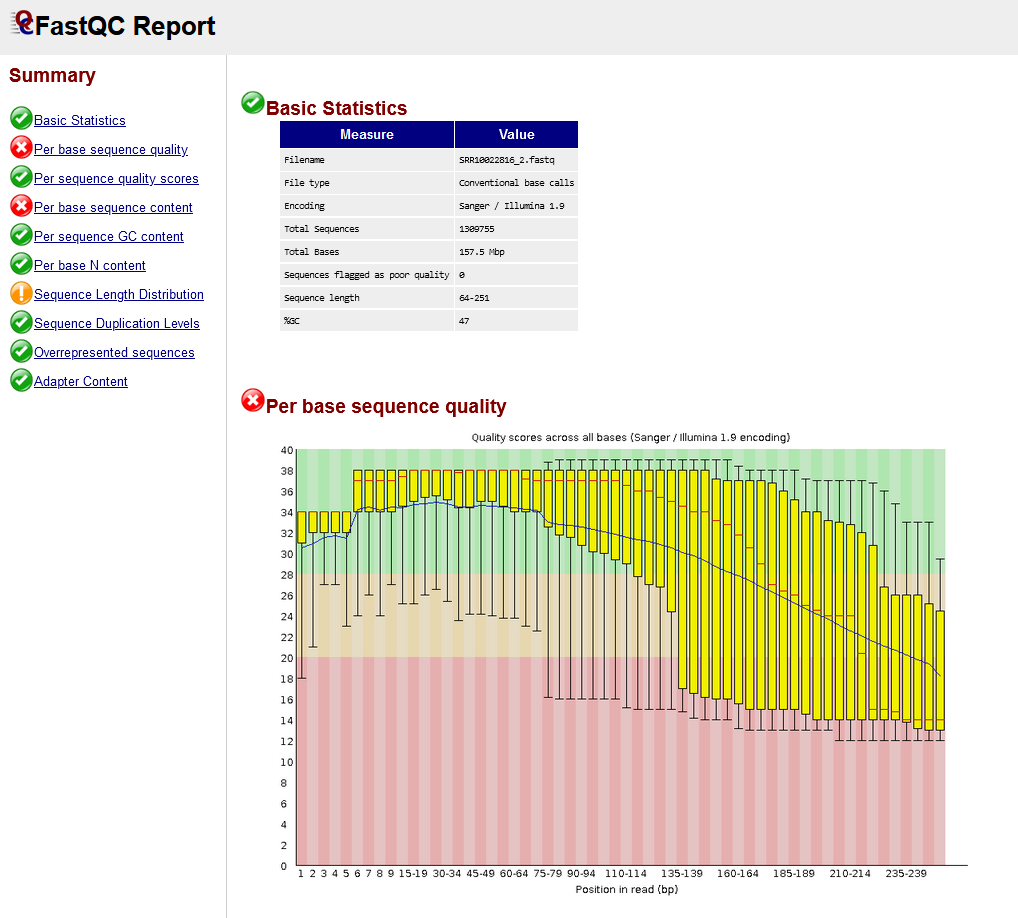 FastQC Report
Summary
Basic Statistics
Per base sequence quality
Per sequence quality scores
Per base sequence content
Per sequence GC content
Per base N content
Sequence Length Distribution
Sequence Duplication Levels
Overrepresented sequences
Adapter Content
Basic Statistics
Measure Value
Filename SRR10022816_2.fastq
File type Conventional base calls
Encoding Sanger / Illumina 1.9
Total Sequences 1309755
Total Bases 157.5 Mbp
Sequences flagged as poor quality 0
Sequence length 64-251
%GC 47
Per base sequence quality
Quality scores across all bases (Sanger / Illumina 1.9 encoding)
40
38
36
34
32
30
28
26
24
22
20
18
16
14
12
10
8
6
4
2
0
1 2 3 4 5 6 7 8 9 15-19 30-34 45-49 60-64 75-79 90-94 110-114 135-139 160-164 185-189 210-214 235-239
Position in read (bp)